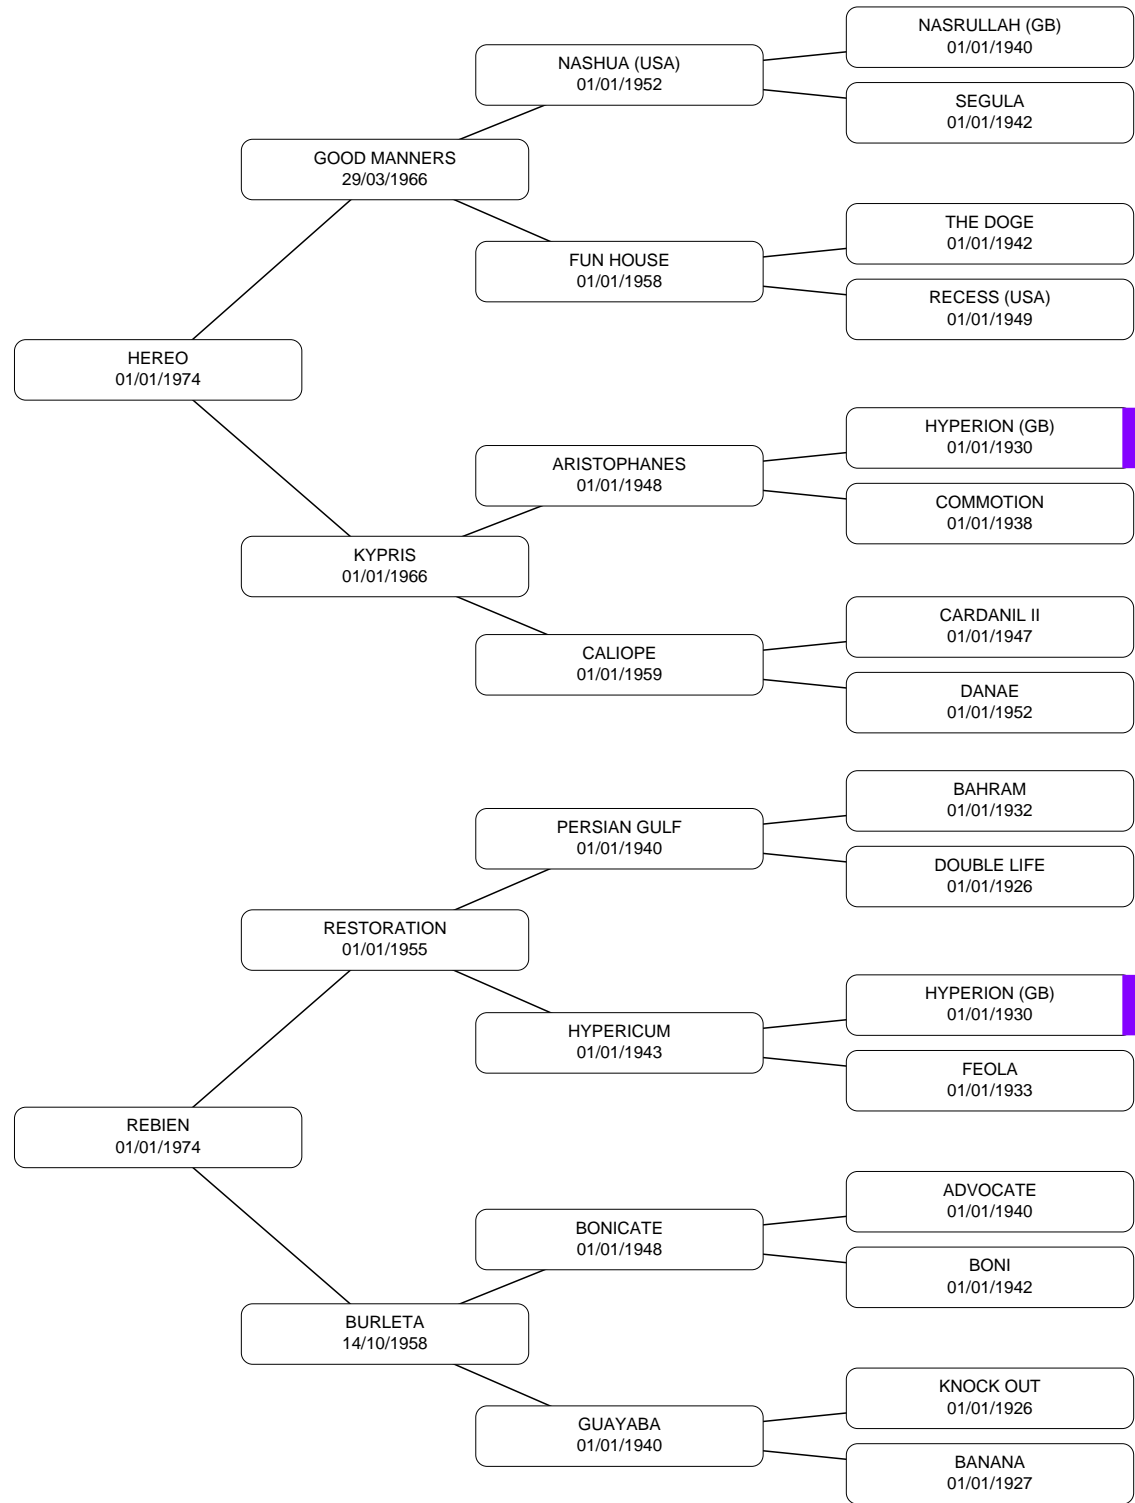 NASRULLAH (GB)
01/01/1940
NASHUA (USA)
01/01/1952
SEGULA
01/01/1942
GOOD MANNERS
29/03/1966
THE DOGE
01/01/1942
FUN HOUSE
01/01/1958
RECESS (USA)
01/01/1949
HEREO
01/01/1974
HYPERION (GB)
01/01/1930
ARISTOPHANES
01/01/1948
COMMOTION
01/01/1938
KYPRIS
01/01/1966
CARDANIL II
01/01/1947
CALIOPE
01/01/1959
DANAE
01/01/1952
BAHRAM
01/01/1932
PERSIAN GULF
01/01/1940
DOUBLE LIFE
01/01/1926
RESTORATION
01/01/1955
HYPERION (GB)
01/01/1930
HYPERICUM
01/01/1943
FEOLA
01/01/1933
REBIEN
01/01/1974
ADVOCATE
01/01/1940
BONICATE
01/01/1948
BONI
01/01/1942
BURLETA
14/10/1958
KNOCK OUT
01/01/1926
GUAYABA
01/01/1940
BANANA
01/01/1927